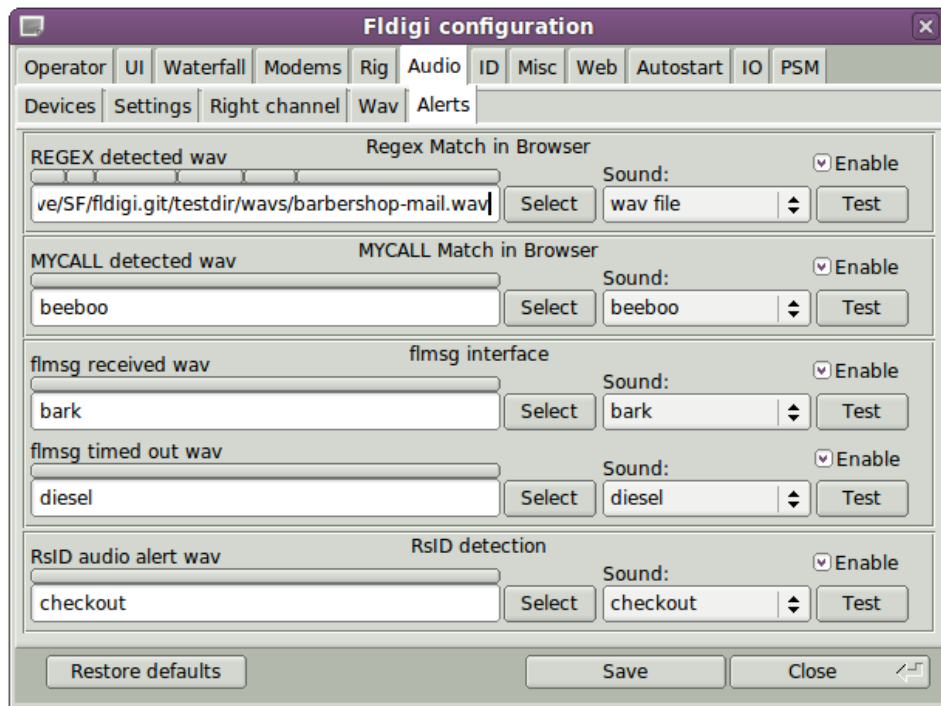 Fldigi configuration
Operator UI Waterfall Modems Rig Audio ID Misc Web Autostart IO PSM
Devices Settings Right channel Wav Alerts
Regex Match in Browser
REGEX detected wav
Sound:
Enable
ve/SF/fldigi.git/testdir/wavs/barbershop-mail.wav Select wav file Test
MYCALL Match in Browser
MYCALL detected wav
Sound:
Enable
beeboo Select beeboo Test
flmsg interface
flmsg received wav
Sound:
Enable
bark Select bark Test
flmsg timed out wav
Sound:
Enable
diesel Select diesel Test
RsID detection
RsID audio alert wav
Sound:
Enable
checkout Select checkout Test
Restore defaults Save Close